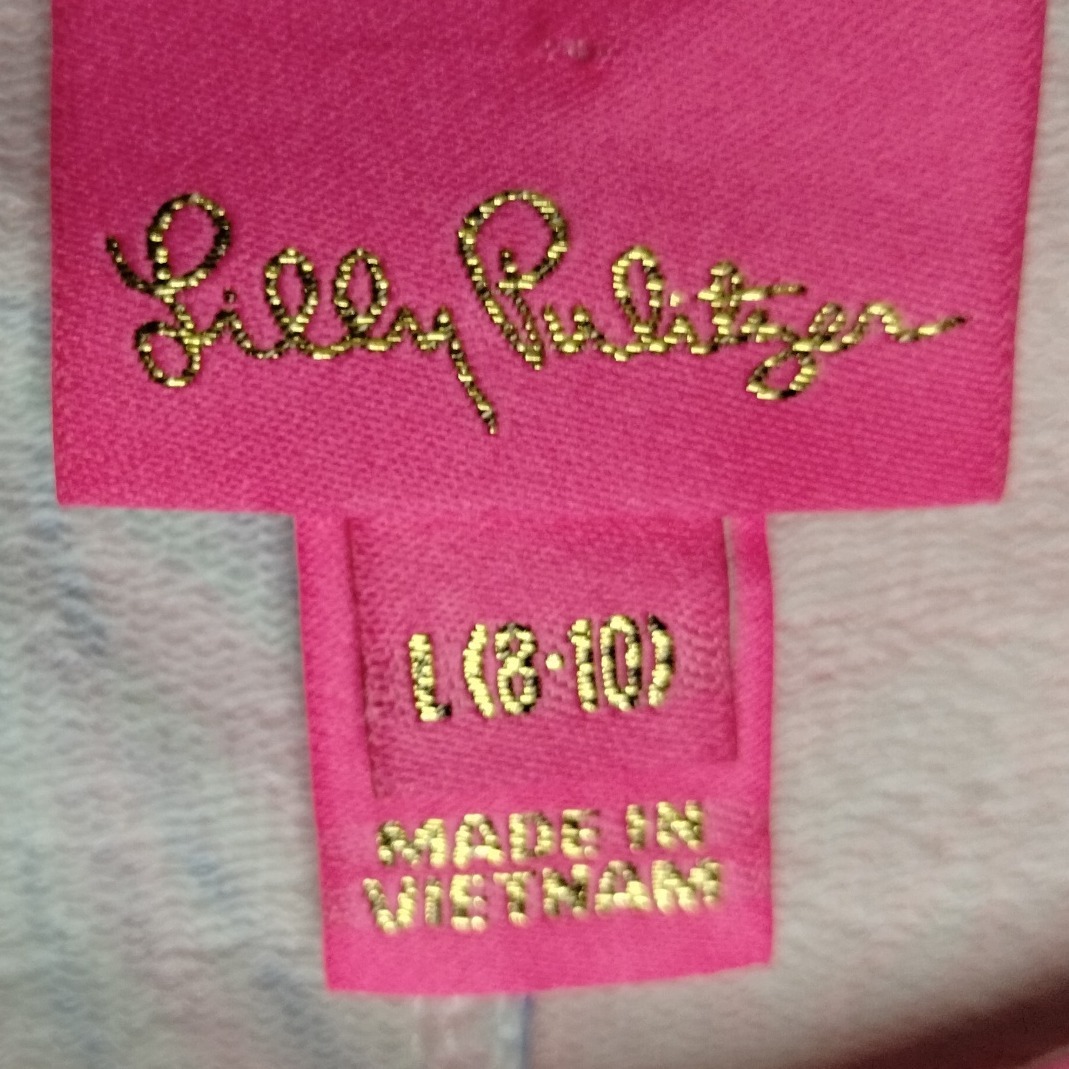 Lilly Pulitzer
L (8·10)
MADE IN
VIETNAM